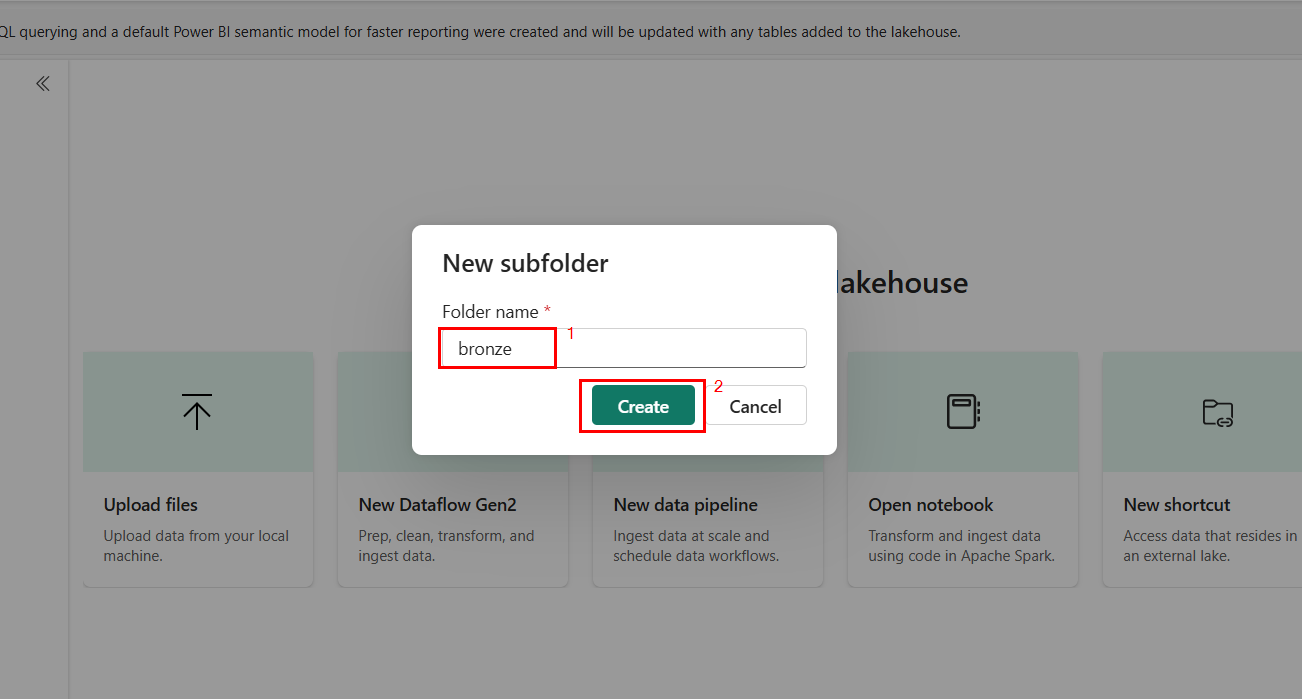 QL querying and a default Power BI semantic model for faster reporting were created and will be updated with any tables added to the lakehouse.
lakehouse
New subfolder
Folder name *
bronze
1
2
Create
Cancel
Upload files
Upload data from your local
machine.
New Dataflow Gen2
Prep, clean, transform, and
ingest data.
New data pipeline
Ingest data at scale and
schedule data workflows.
Open notebook
Transform and ingest data
using code in Apache Spark.
New shortcut
Access data that resides in
an external lake.